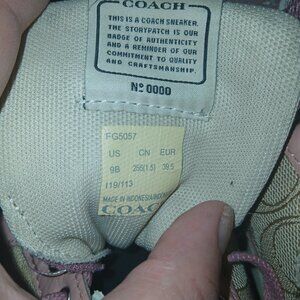 COACH
THIS IS A COACH SNEAKER.
THE STORYPATCH IS OUR
BADGE OF AUTHENTICITY
AND A REMINDER OF OUR
COMMITMENT TO QUALITY
AND CRAFTSMANSHIP.
Nº 0000
FG5057
US CN EUR
9B 255(1.5) 39.5
I19/113
MADE IN INDONESIA/INDO
COACH